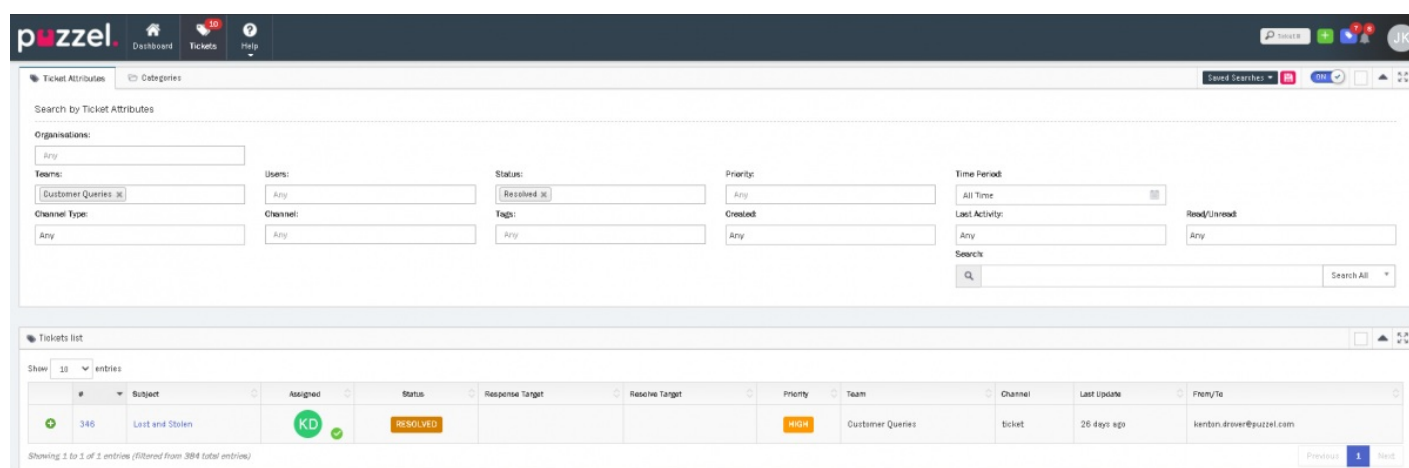 puzzel.
Dashboard
Tickets
10
Help
Ticket#
7
8
JK
Ticket Attributes
Categories
Saved Searches
ON
Search by Ticket Attributes
Organisations:
Any
Teams: Users: Status: Priority: Time Period:
Customer Queries x Any Resolved x Any All Time
Channel Type: Channel: Tags: Created: Last Activity: Read/Unread:
Any Any Any Any Any Any
Search:
Search All
Tickets list
Show 10 entries
# Subject Assigned Status Response Target Resolve Target Priority Team Channel Last Update From/To
346 Lost and Stolen KD RESOLVED HIGH Customer Queries ticket 26 days ago kenton.drover@puzzel.com
Showing 1 to 1 of 1 entries (filtered from 384 total entries)
Previous 1 Next